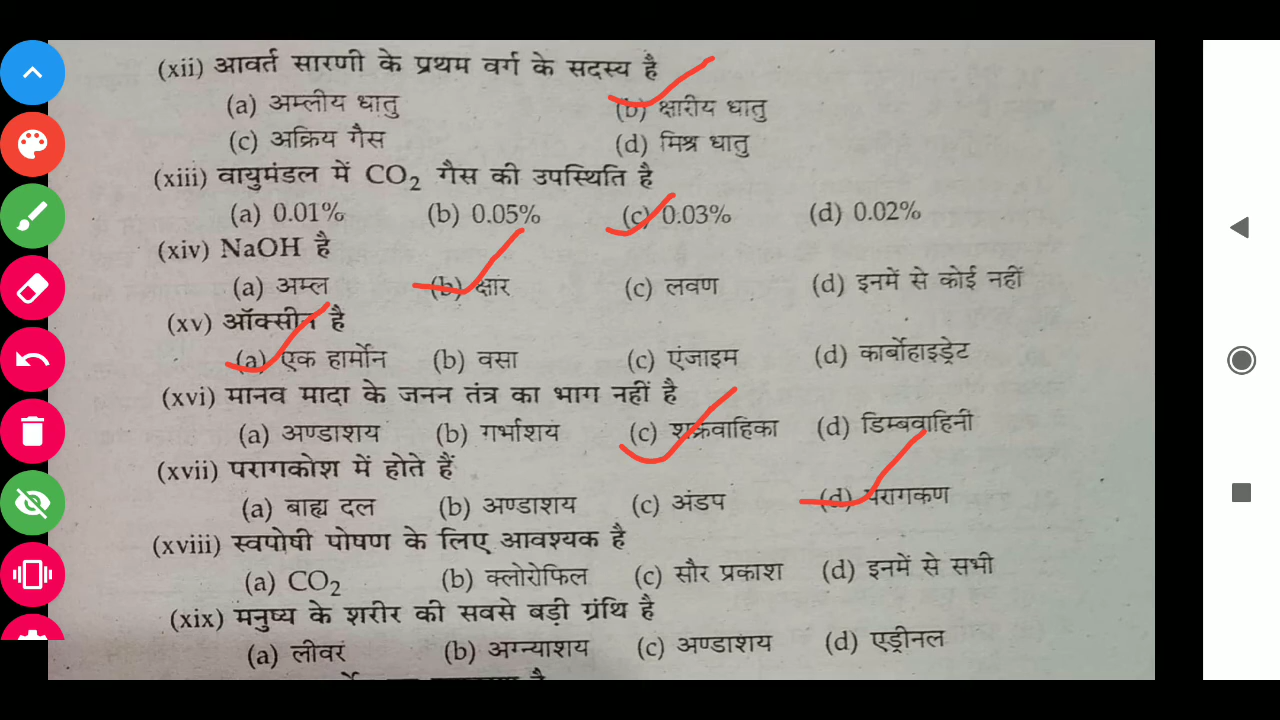 (xii) आवर्त सारणी के प्रथम वर्ग के सदस्य है
(a) अम्लीय धातु (b) क्षारीय धातु
(c) अक्रिय गैस (d) मिश्र धातु
(xiii) वायुमंडल में CO₂ गैस की उपस्थिति है
(a) 0.01% (b) 0.05% (c) 0.03% (d) 0.02%
(xiv) NaOH है
(a) अम्ल (b) क्षार (c) लवण (d) इनमें से कोई नहीं
(xv) ऑक्सीन है
(a) एक हार्मोन (b) वसा (c) एंजाइम (d) कार्बोहाइड्रेट
(xvi) मानव मादा के जनन तंत्र का भाग नहीं है
(a) अण्डाशय (b) गर्भाशय (c) शुक्रवाहिका (d) डिम्बवाहिनी
(xvii) परागकोश में होते हैं
(a) बाह्य दल (b) अण्डाशय (c) अंडप (d) परागकण
(xviii) स्वपोषी पोषण के लिए आवश्यक है
(a) CO₂ (b) क्लोरोफिल (c) सौर प्रकाश (d) इनमें से सभी
(xix) मनुष्य के शरीर की सबसे बड़ी ग्रंथि है
(a) लीवर (b) अग्न्याशय (c) अण्डाशय (d) एड्रीनल